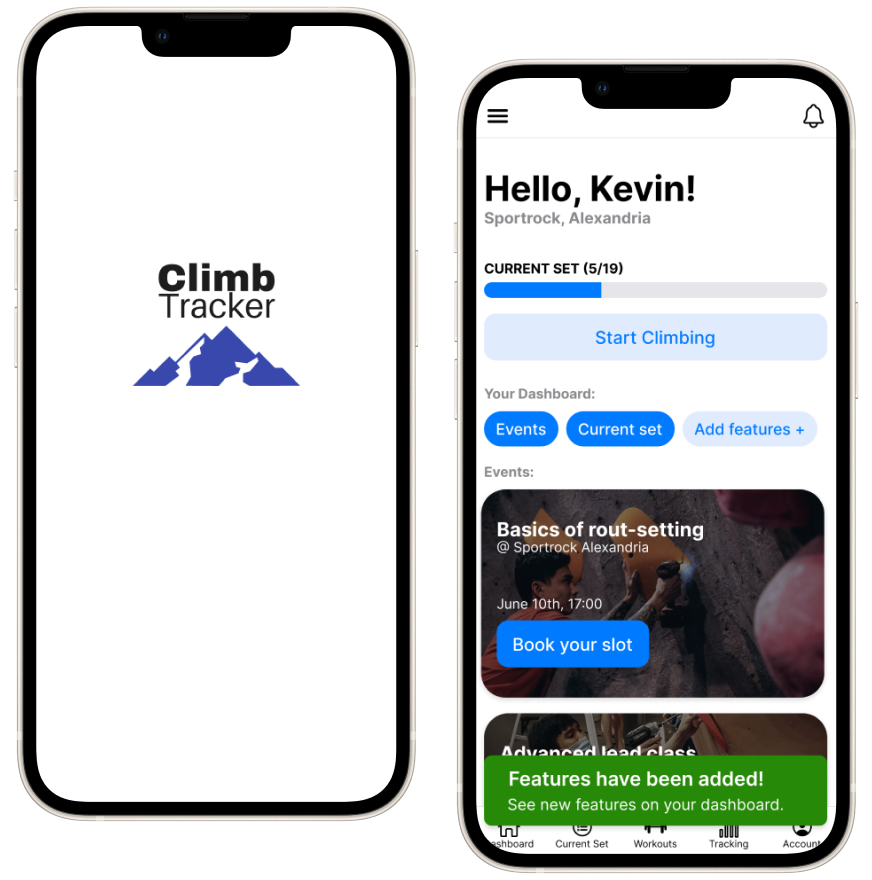 Climb
Tracker
Hello, Kevin!
Sportrock, Alexandria
CURRENT SET (5/19)
Start Climbing
Your Dashboard:
Events
Current set
Add features +
Events:
Basics of rout-setting
@ Sportrock Alexandria
June 10th, 17:00
Book your slot
Advanced lead class
Features have been added!
See new features on your dashboard.
ashboard
Current Set
Workouts
Tracking
Account